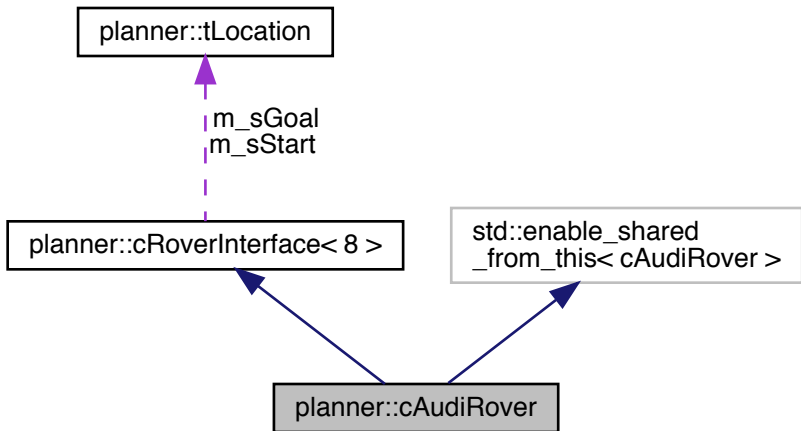 planner::tLocation
m_sGoal
m_sStart
planner::cRoverInterface< 8 >
std::enable_shared
_from_this< cAudiRover >
planner::cAudiRover